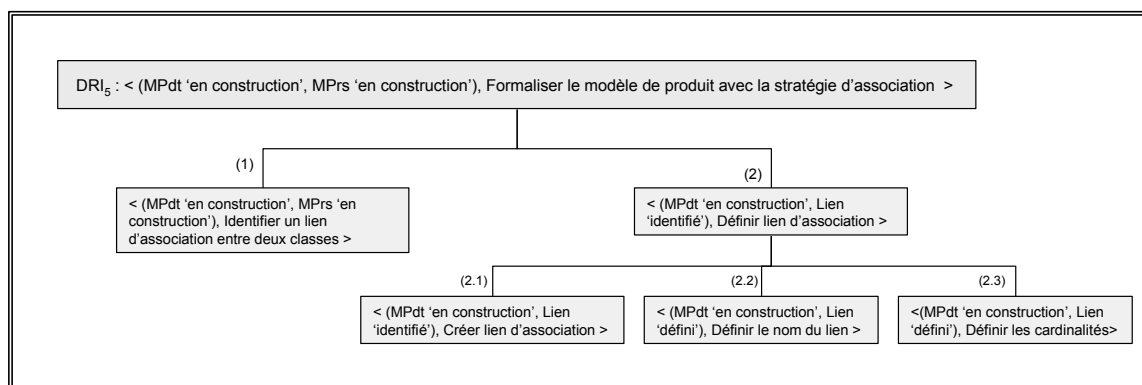 DRI5 : < (MPdt ‘en construction’, MPrs ‘en construction’), Formaliser le modèle de produit avec la stratégie d’association >
(1)
(2)
< (MPdt ‘en construction’, MPrs ‘en
construction’), Identifier un lien
d’association entre deux classes >
< (MPdt ‘en construction’, Lien
‘identifié’), Définir lien d’association >
(2.1)
(2.2)
(2.3)
< (MPdt ‘en construction’, Lien
‘identifié’), Créer lien d’association >
< (MPdt ‘en construction’, Lien
‘défini’), Définir le nom du lien >
<(MPdt ‘en construction’, Lien
‘défini’), Définir les cardinalités>